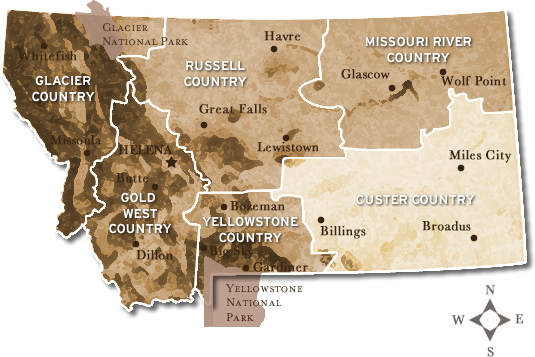 Glacier
National Park
Havre
Whitefish
MISSOURI RIVER
COUNTRY
GLACIER
COUNTRY
RUSSELL
COUNTRY
Glascow
Wolf Point
Great Falls
Missoula
HELENA
Lewistown
Miles City
Butte
GOLD
WEST
COUNTRY
CUSTER COUNTRY
Bozeman
YELLOWSTONE
COUNTRY
Billings
Broadus
Dillon
Big Sky
Gardiner
Yellowstone
National
Park
N
W
E
S